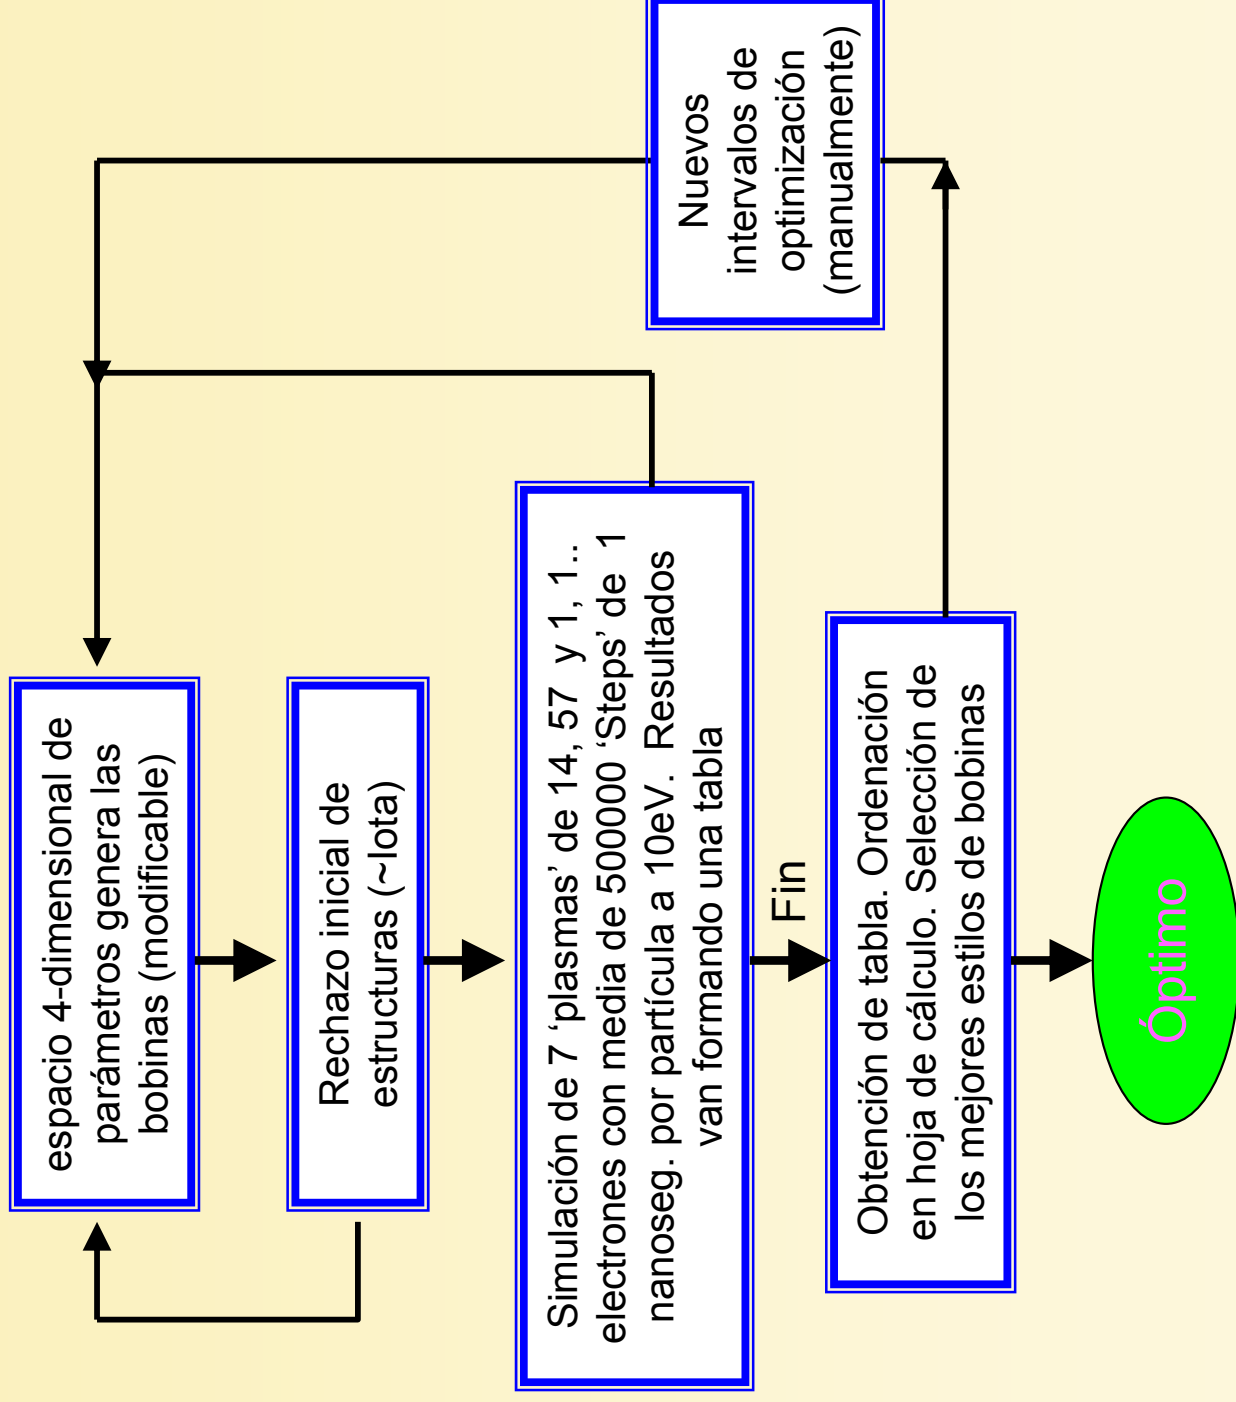 espacio 4-dimensional de
parámetros genera las
bobinas (modificable)
Rechazo inicial de
estructuras (~Iota)
Simulación de 7 ‘plasmas’ de 14, 57 y 1, 1..
electrones con media de 500000 ‘Steps’ de 1
nanoseg. por partícula a 10eV. Resultados
van formando una tabla
Fin
Obtención de tabla. Ordenación
en hoja de cálculo. Selección de
los mejores estilos de bobinas
Nuevos
intervalos de
optimización
(manualmente)
Óptimo